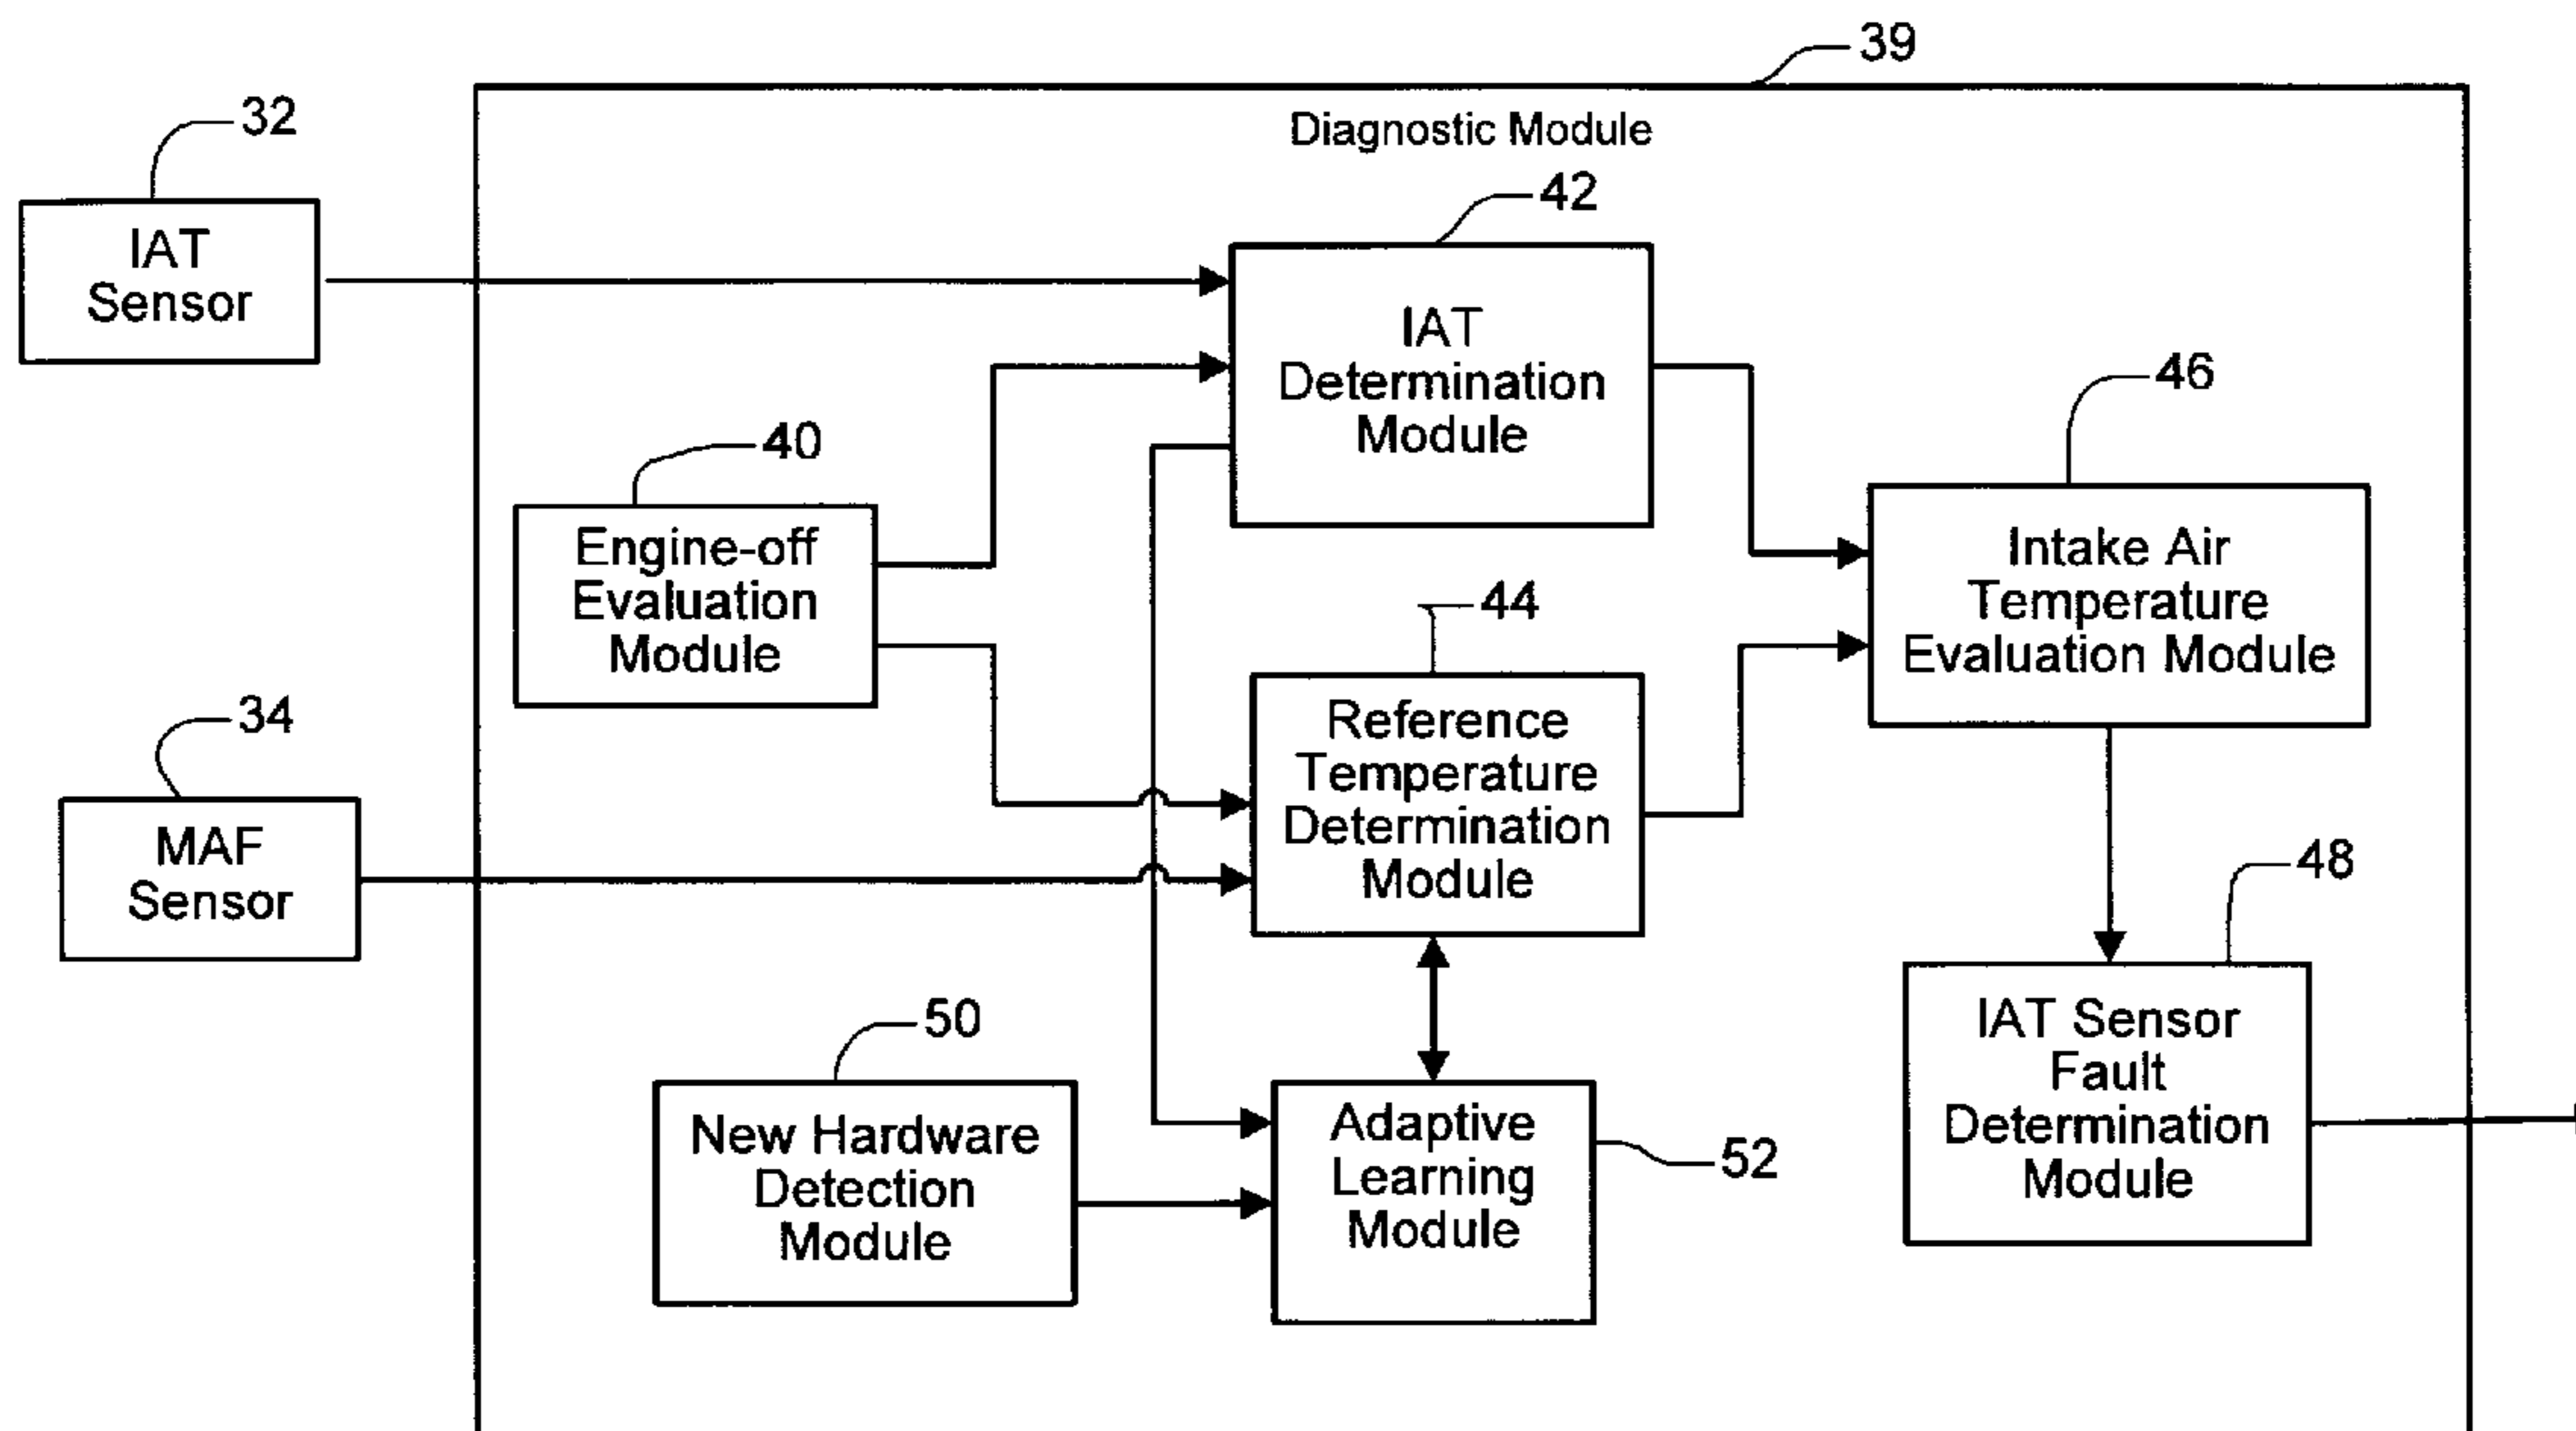 39
Diagnostic Module
32
IAT
Sensor
42
IAT
Determination
Module
46
Intake Air
Temperature
Evaluation Module
40
Engine-off
Evaluation
Module
44
Reference
Temperature
Determination
Module
34
MAF
Sensor
48
IAT Sensor
Fault
Determination
Module
50
New Hardware
Detection
Module
52
Adaptive
Learning
Module